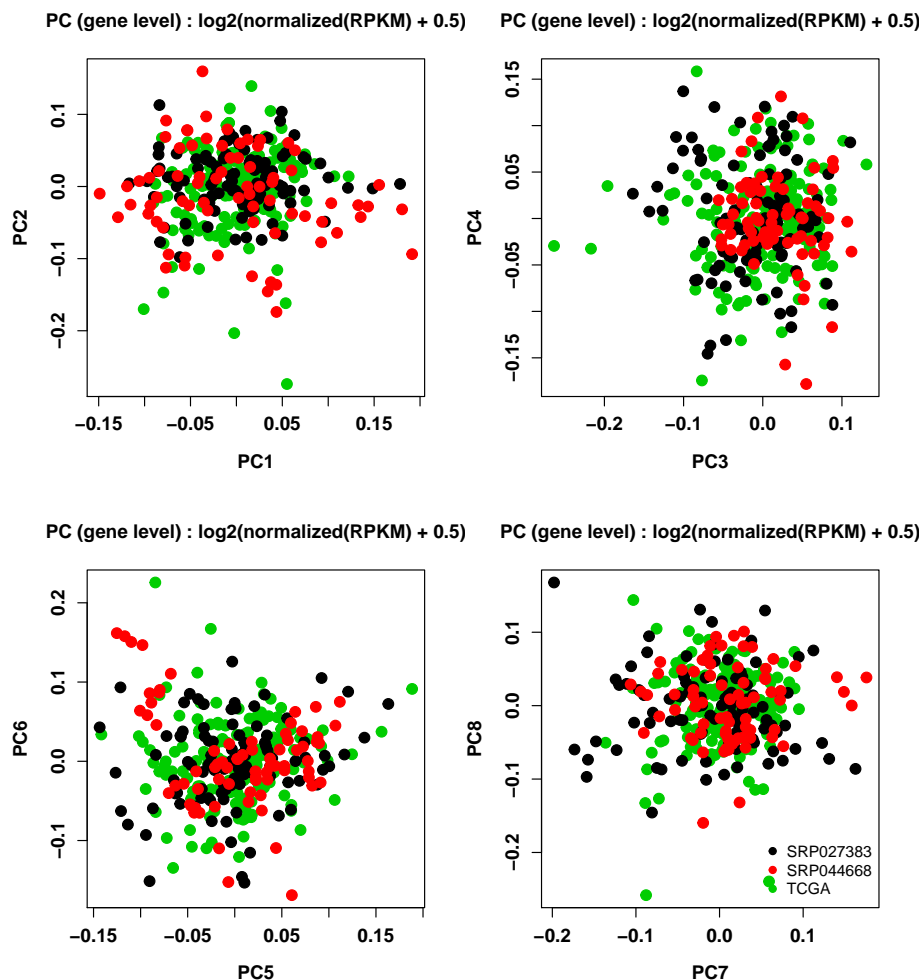 PC (gene level) : log2(normalized(RPKM) + 0.5)
PC (gene level) : log2(normalized(RPKM) + 0.5)
0.1
0.0
−0.1
−0.2
PC2
−0.15
−0.05
0.05
0.15
PC1
0.15
0.05
−0.05
−0.15
PC4
−0.2
−0.1
0.0
0.1
PC3
PC (gene level) : log2(normalized(RPKM) + 0.5)
PC (gene level) : log2(normalized(RPKM) + 0.5)
0.2
0.1
0.0
−0.1
PC6
−0.15
−0.05
0.05
0.15
PC5
0.1
0.0
−0.1
−0.2
PC8
SRP027383
SRP044668
TCGA
−0.2
−0.1
0.0
0.1
PC7